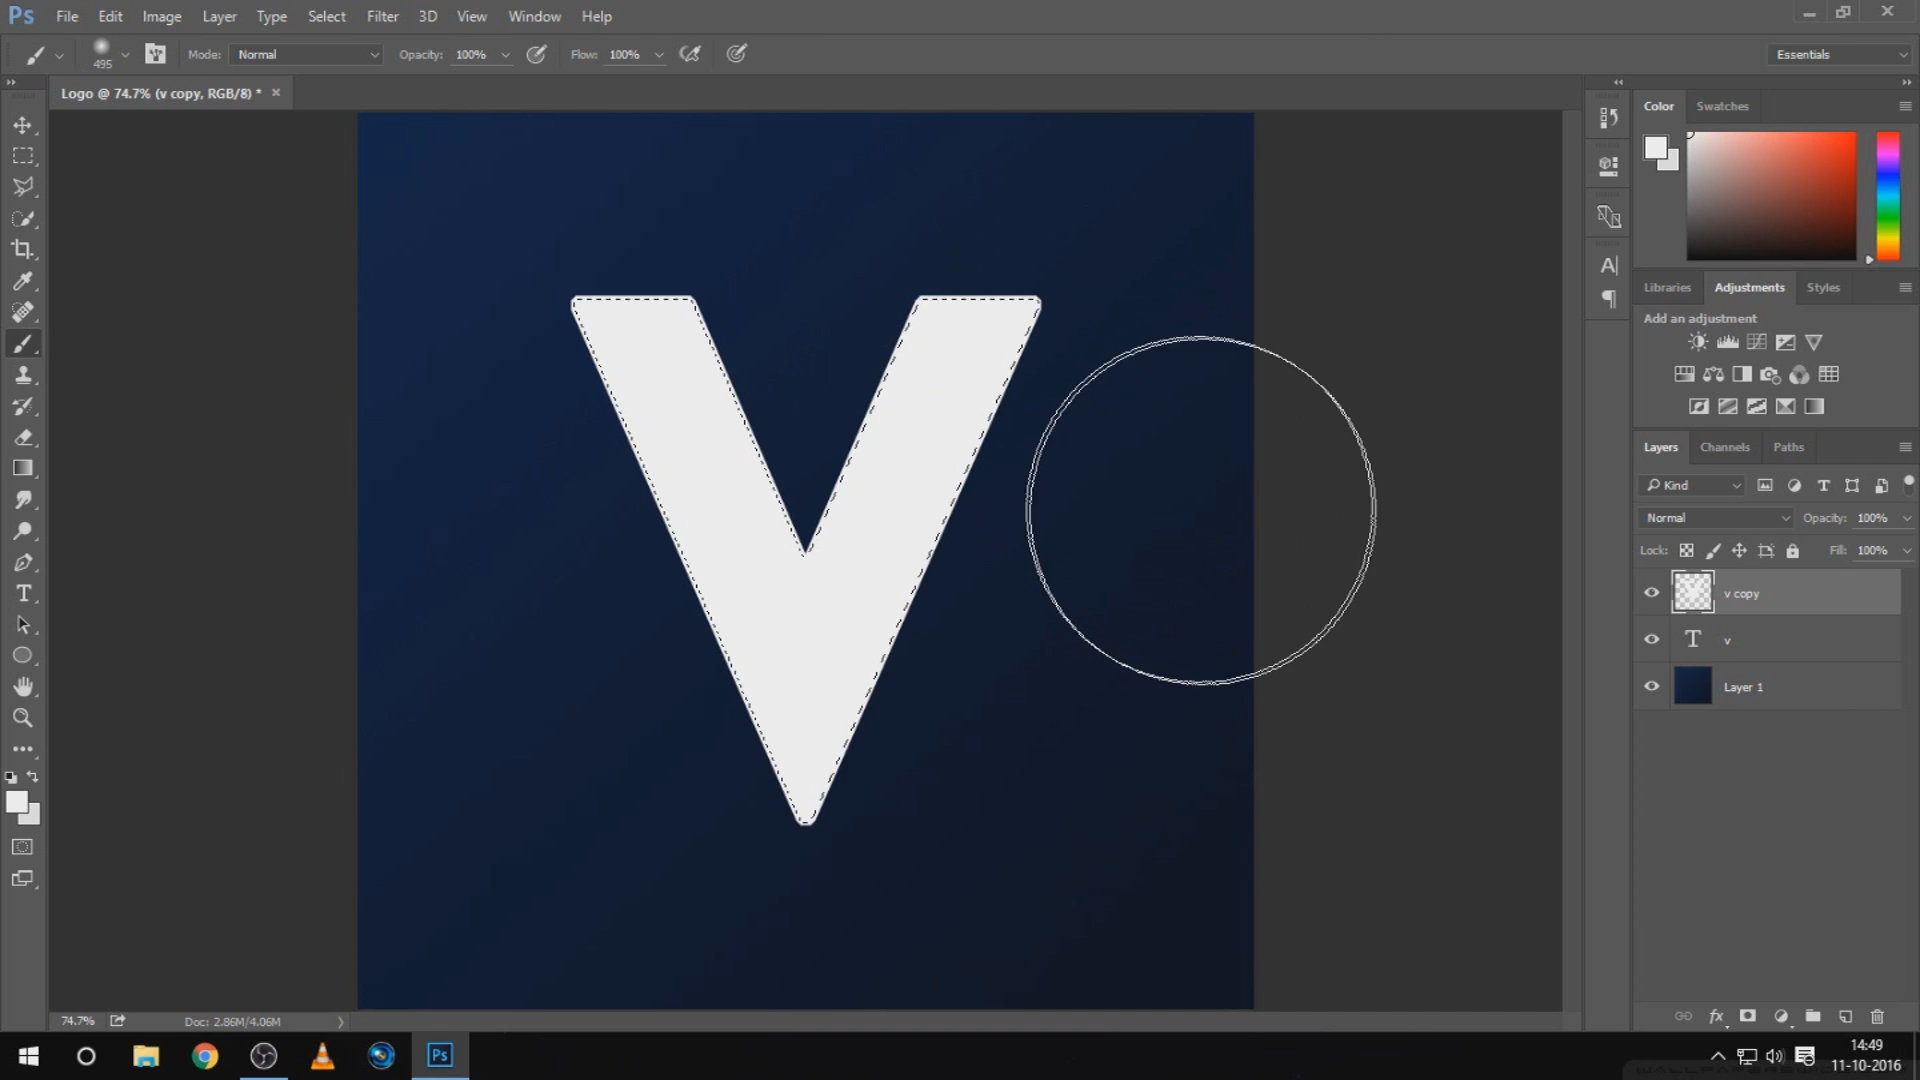 Ps File Edit Image Layer Type Select Filter 3D View Window Help
495 Mode: Normal Opacity: 100% Flow: 100% Essentials
Logo @ 74.7% (v copy, RGB/8) *
Color Swatches
Libraries Adjustments Styles
Add an adjustment
Layers Channels Paths
Kind
Normal Opacity: 100%
Lock: Fill: 100%
v copy
T v
Layer 1
V
74.7% Doc: 2.86M/4.06M
Ps
14:49
11-10-2016